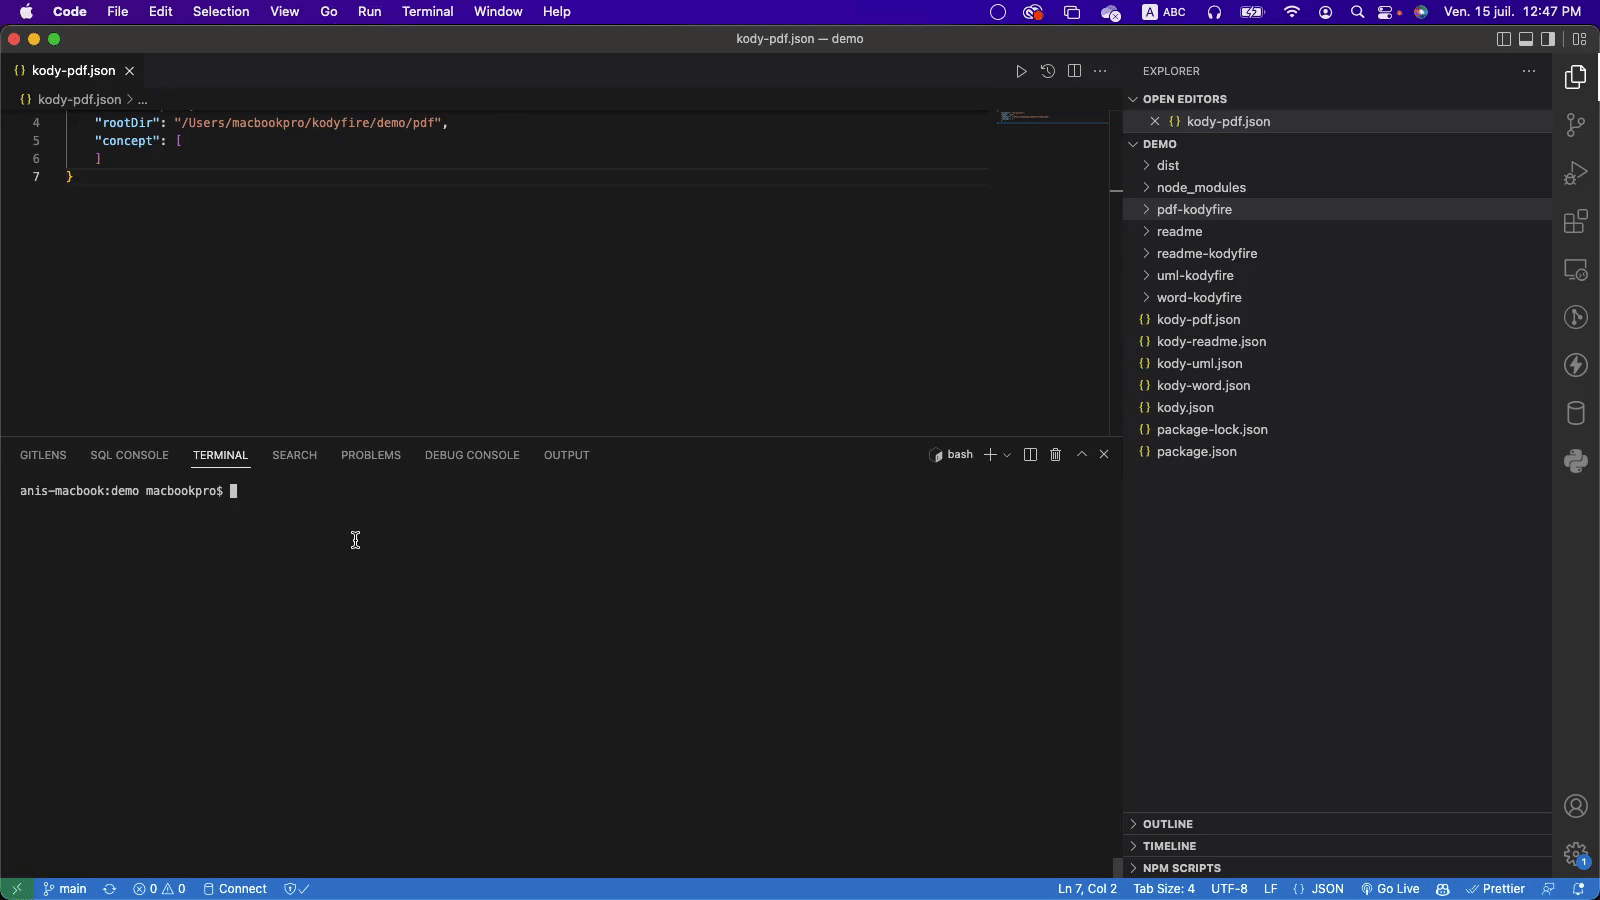 Code File Edit Selection View Go Run Terminal Window Help A ABC Ven. 15 juil. 12:47 PM
kody-pdf.json — demo
{} kody-pdf.json
{} kody-pdf.json > ...
4 "rootDir": "/Users/macbookpro/kodyfire/demo/pdf",
5 "concept": [
6 ]
7 }
EXPLORER
OPEN EDITORS
{} kody-pdf.json
DEMO
dist
node_modules
pdf-kodyfire
readme
readme-kodyfire
uml-kodyfire
word-kodyfire
{} kody-pdf.json
{} kody-readme.json
{} kody-uml.json
{} kody-word.json
{} kody.json
{} package-lock.json
{} package.json
GITLENS SQL CONSOLE TERMINAL SEARCH PROBLEMS DEBUG CONSOLE OUTPUT bash
anis-macbook:demo macbookpro$
OUTLINE
TIMELINE
NPM SCRIPTS
1
main 0 0 Connect Ln 7, Col 2 Tab Size: 4 UTF-8 LF {} JSON Go Live Prettier